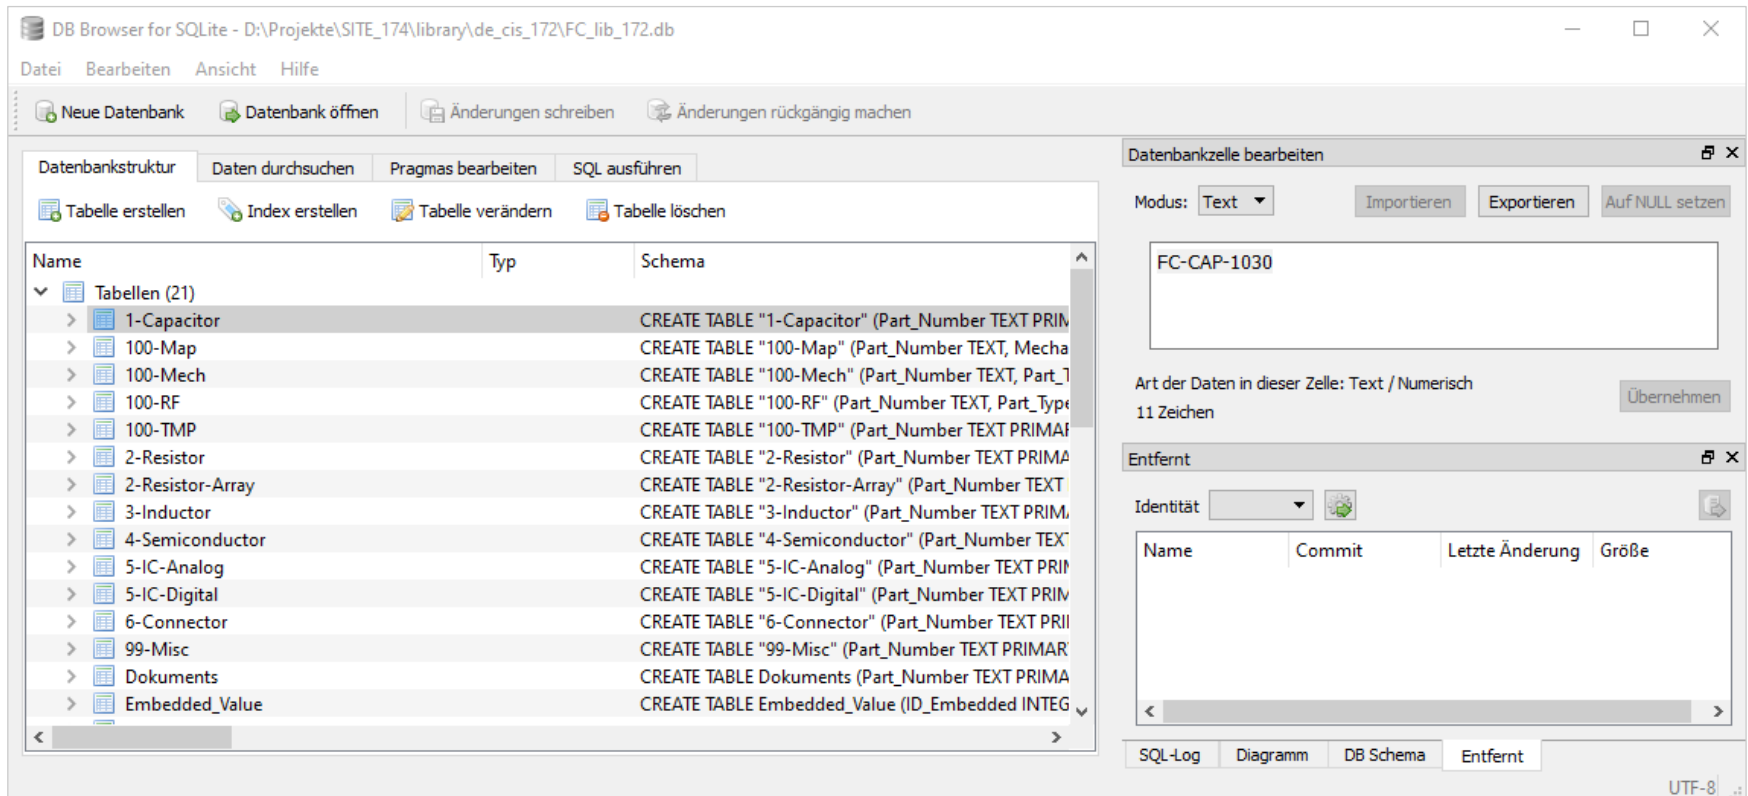 DB Browser for SQLite - D:\Projekte\SITE_174\library\de_cis_172\FC_lib_172.db
Datei Bearbeiten Ansicht Hilfe
Neue Datenbank Datenbank öffnen Änderungen schreiben Änderungen rückgängig machen
Datenbankstruktur Daten durchsuchen Pragmas bearbeiten SQL ausführen
Tabelle erstellen Index erstellen Tabelle verändern Tabelle löschen
Name Typ Schema
Tabellen (21)
1-Capacitor CREATE TABLE "1-Capacitor" (Part_Number TEXT PRIM
100-Map CREATE TABLE "100-Map" (Part_Number TEXT, Mecha
100-Mech CREATE TABLE "100-Mech" (Part_Number TEXT, Part_T
100-RF CREATE TABLE "100-RF" (Part_Number TEXT, Part_Type
100-TMP CREATE TABLE "100-TMP" (Part_Number TEXT PRIMAR
2-Resistor CREATE TABLE "2-Resistor" (Part_Number TEXT PRIMA
2-Resistor-Array CREATE TABLE "2-Resistor-Array" (Part_Number TEXT
3-Inductor CREATE TABLE "3-Inductor" (Part_Number TEXT PRIMA
4-Semiconductor CREATE TABLE "4-Semiconductor" (Part_Number TEXT
5-IC-Analog CREATE TABLE "5-IC-Analog" (Part_Number TEXT PRIM
5-IC-Digital CREATE TABLE "5-IC-Digital" (Part_Number TEXT PRIM
6-Connector CREATE TABLE "6-Connector" (Part_Number TEXT PRI
99-Misc CREATE TABLE "99-Misc" (Part_Number TEXT PRIMAR
Dokuments CREATE TABLE Dokuments (Part_Number TEXT PRIMA
Embedded_Value CREATE TABLE Embedded_Value (ID_Embedded INTEG
Datenbankzelle bearbeiten
Modus: Text Importieren Exportieren Auf NULL setzen
FC-CAP-1030
Art der Daten in dieser Zelle: Text / Numerisch
11 Zeichen
Übernehmen
Entfernt
Identität
Name Commit Letzte Änderung Größe
SQL-Log Diagramm DB Schema Entfernt
UTF-8